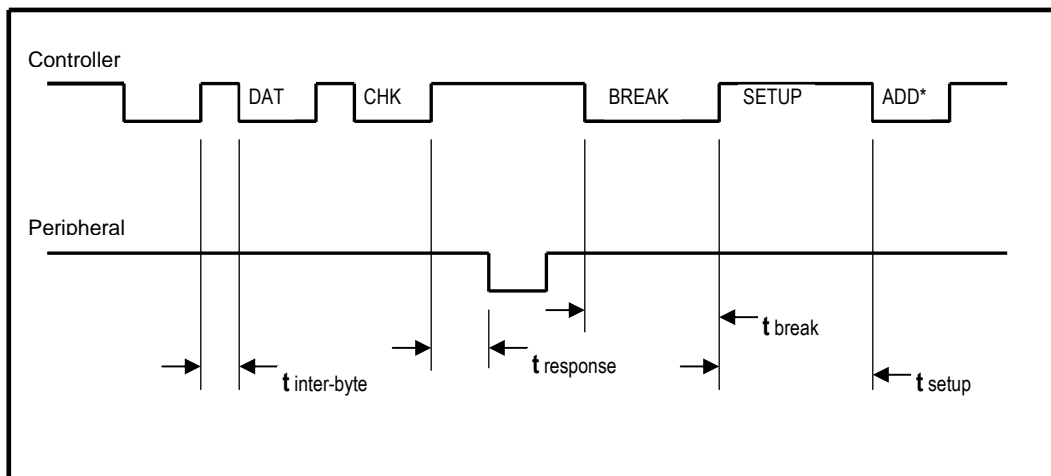 Controller
DAT
CHK
BREAK
SETUP
ADD*
Peripheral
t break
t response
t inter-byte
t setup